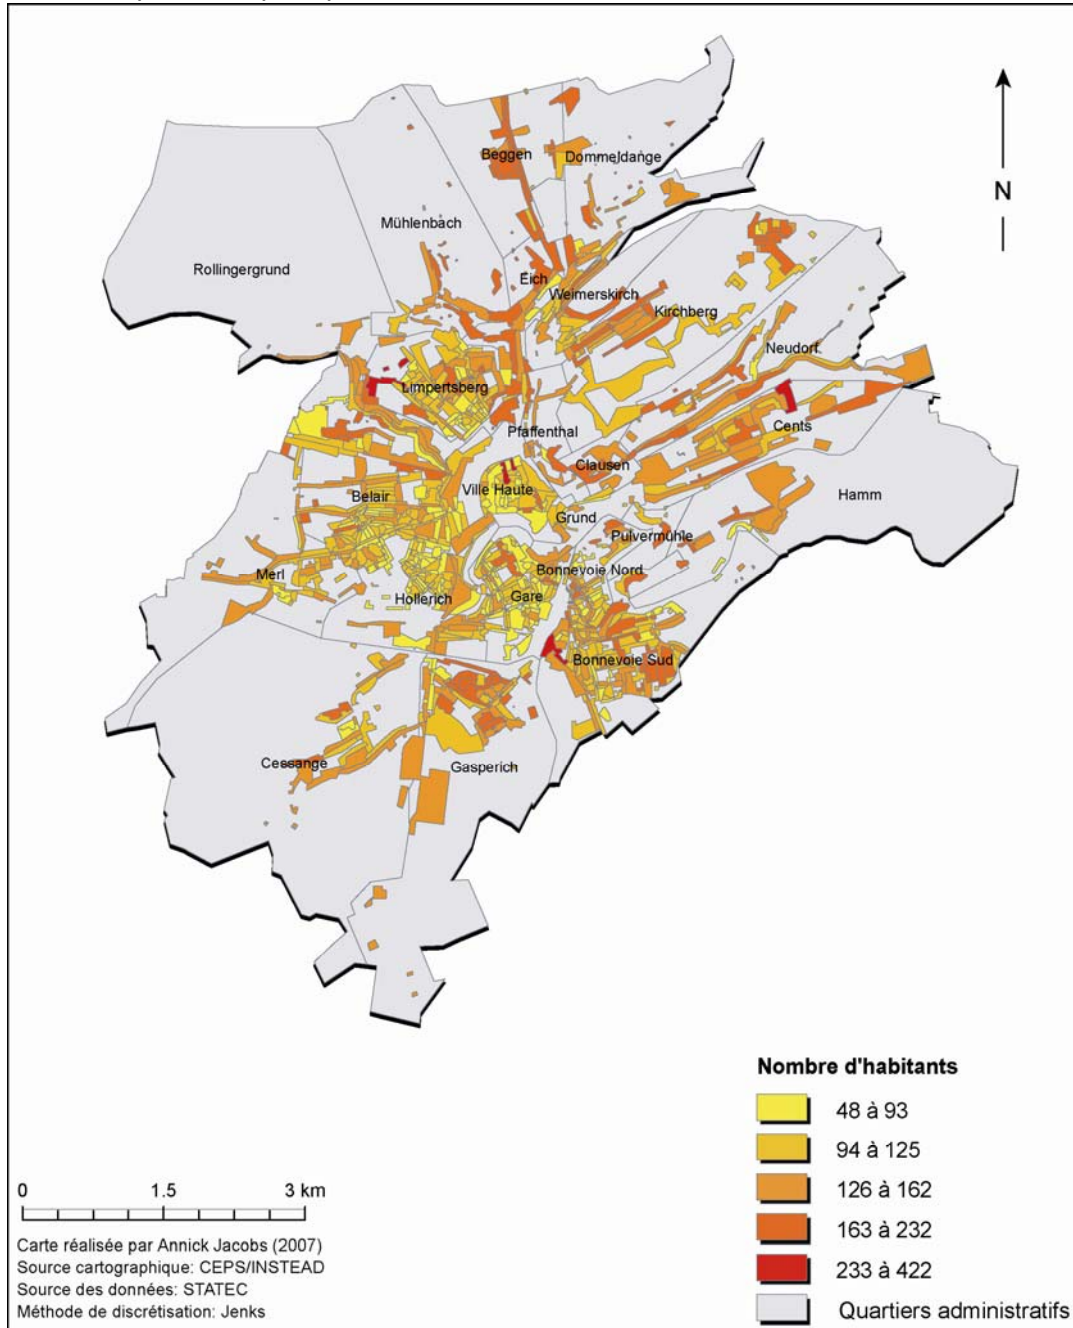 N
Beggen
Dommeldange
Mühlenbach
Rollingergrund
Eich
Weimerskirch
Kirchberg
Neudorf
Limpertsberg
Pfaffenthal
Cents
Clausen
Ville Haute
Belair
Hamm
Grund
Pulvermühle
Bonnevoie Nord
Merl
Hollerich
Gare
Bonnevoie Sud
Cessange
Gasperich
Nombre d'habitants
48 à 93
94 à 125
126 à 162
163 à 232
233 à 422
Quartiers administratifs
0 1.5 3 km
Carte réalisée par Annick Jacobs (2007)
Source cartographique: CEPS/INSTEAD
Source des données: STATEC
Méthode de discrétisation: Jenks